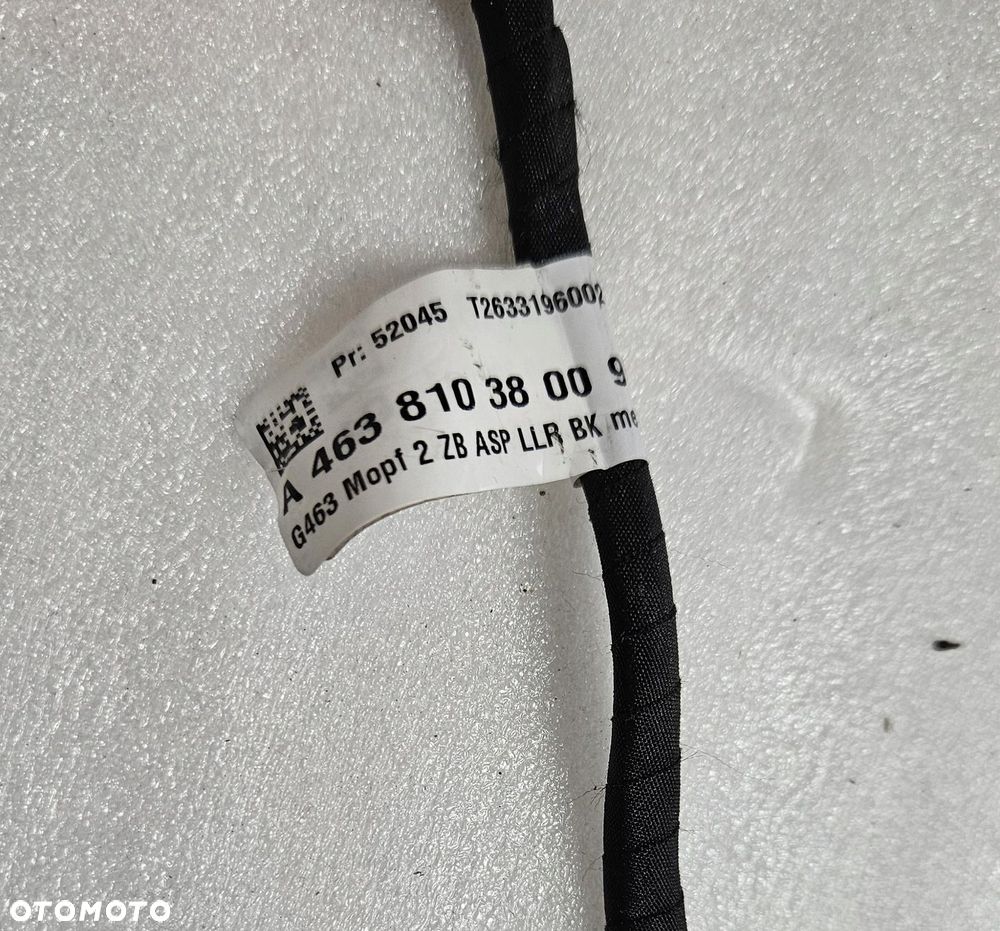 Pr: 52045 T2633196002
A 463 810 38 00 9
G463 Mopf 2 ZB ASP LLR BK me
OTOMOTO